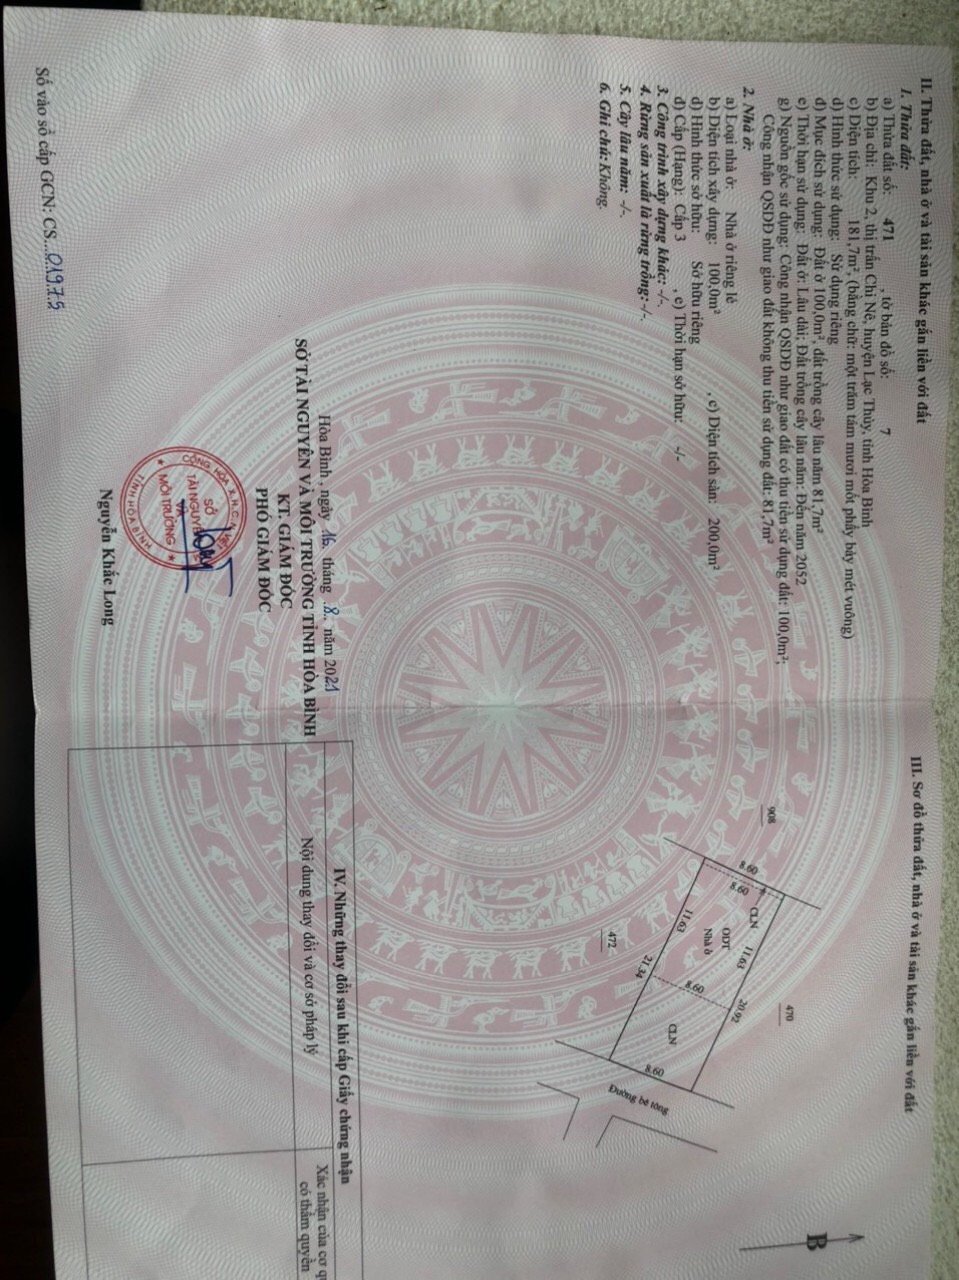 II. Thửa đất, nhà ở và tài sản khác gắn liền với đất
1. Thửa đất:
a) Thửa đất số: 471 , tờ bản đồ số: 7
b) Địa chỉ: Khu 2, thị trấn Chi Nê, huyện Lạc Thủy, tỉnh Hòa Bình
c) Diện tích: 181,7m², (bằng chữ: một trăm tám mươi mốt phẩy bảy mét vuông)
d) Hình thức sử dụng: Sử dụng riêng
đ) Mục đích sử dụng: Đất ở 100,0m², đất trồng cây lâu năm 81,7m²
e) Thời hạn sử dụng: Đất ở: Lâu dài; Đất trồng cây lâu năm: Đến năm 2052
g) Nguồn gốc sử dụng: Công nhận QSDĐ như giao đất có thu tiền sử dụng đất: 100,0m²;
Công nhận QSDĐ như giao đất không thu tiền sử dụng đất: 81,7m²
2. Nhà ở:
a) Loại nhà ở: Nhà ở riêng lẻ
b) Diện tích xây dựng: 100,0m² , c) Diện tích sàn: 200,0m²
d) Hình thức sở hữu: Sở hữu riêng
đ) Cấp (Hạng): Cấp 3 , e) Thời hạn sở hữu: -/-
3. Công trình xây dựng khác: -/-.
4. Rừng sản xuất là rừng trồng: -/-.
5. Cây lâu năm: -/-.
6. Ghi chú: Không.
Hòa Bình , ngày 16 tháng .8.. năm 2021
SỞ TÀI NGUYÊN VÀ MÔI TRƯỜNG TỈNH HÒA BÌNH
KT. GIÁM ĐỐC
PHÓ GIÁM ĐỐC
CỘNG HÒA X.H.C.N VIỆT
SỞ
TÀI NGUYÊN
VÀ
MÔI TRƯỜNG
★ TỈNH HÒA BÌNH ★
Nguyễn Khắc Long
Số vào sổ cấp GCN: CS...01975
III. Sơ đồ thửa đất, nhà ở và tài sản khác gắn liền với đất
B
908
470
8.60
8.60
CLN
11.63
20.92
ODT
Nhà ở
11.63
8.60
21.34
472
CLN
8.60
Đường bê tông
IV. Những thay đổi sau khi cấp Giấy chứng nhận
Nội dung thay đổi và cơ sở pháp lý
Xác nhận của cơ qu
có thẩm quyền